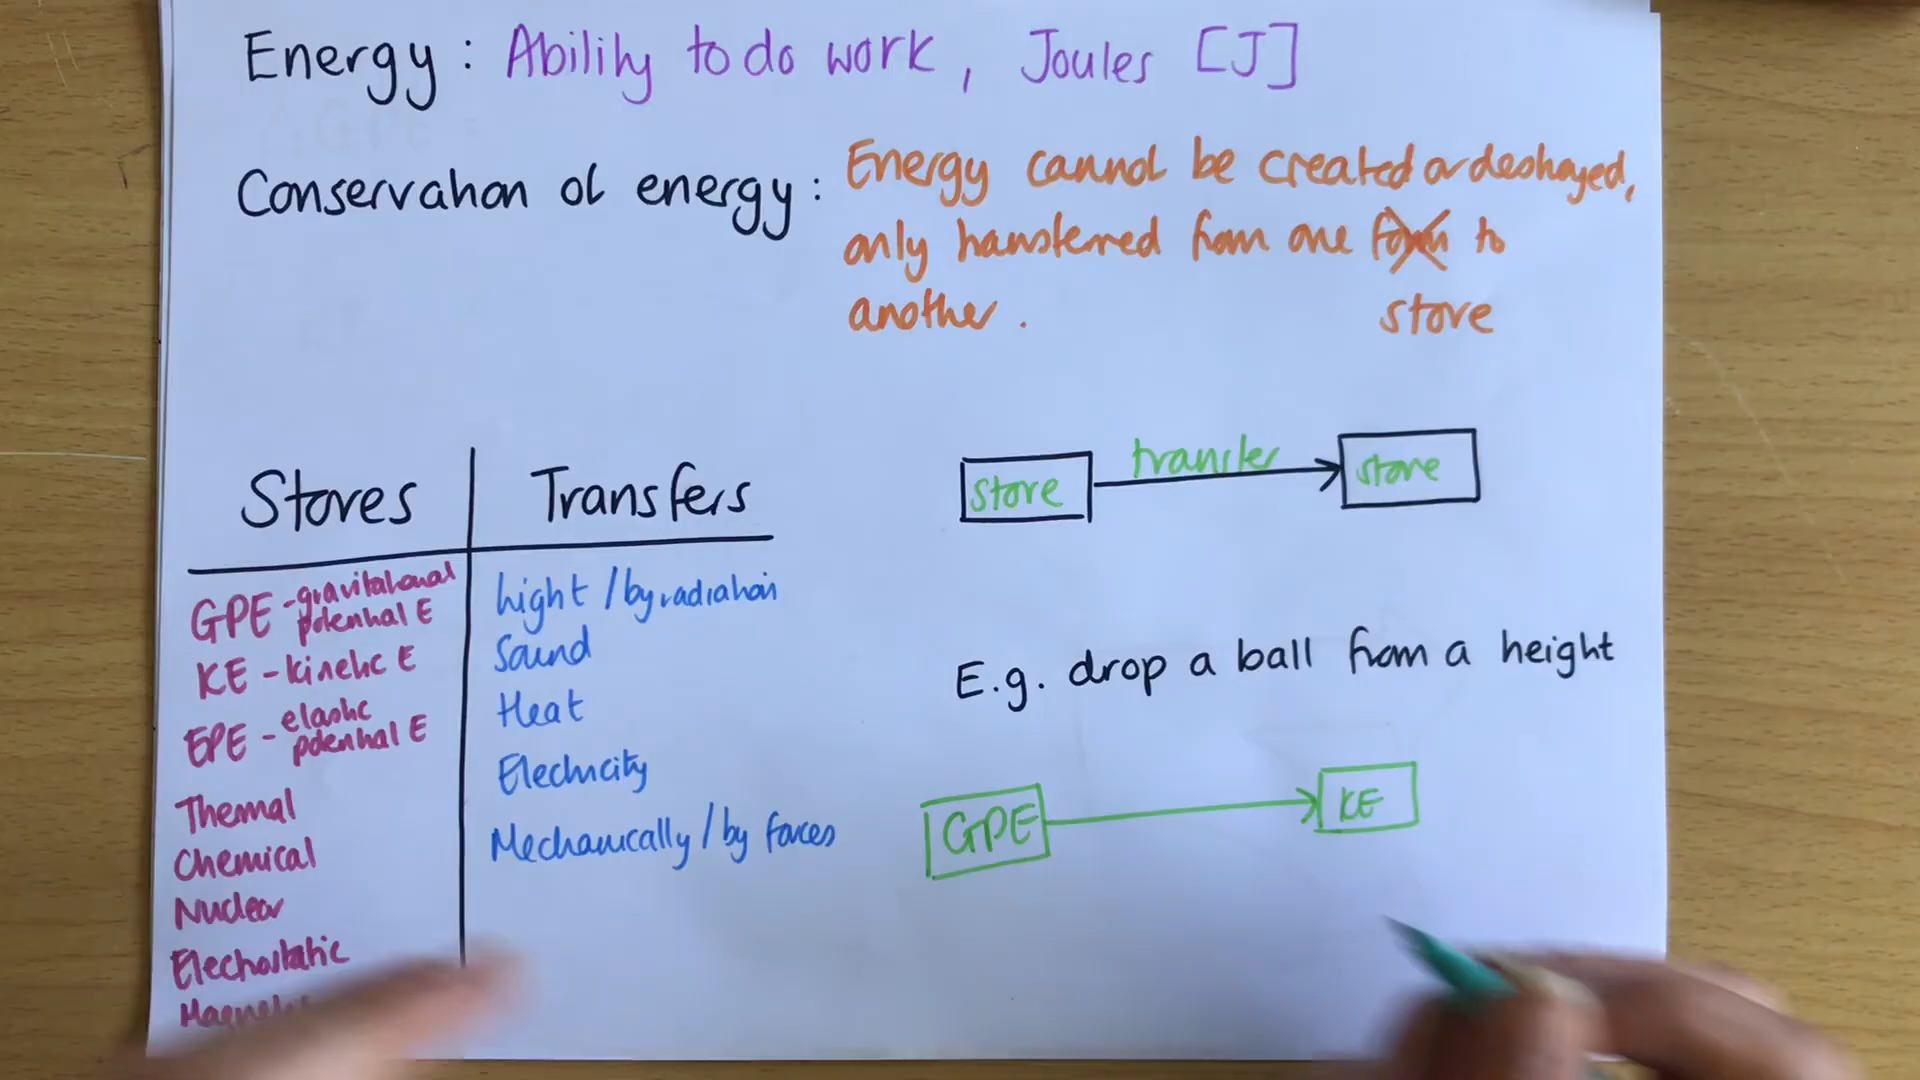 Energy : Ability to do work , Joules [J]
Conservation of energy : Energy cannot be created or destroyed,
only transferred from one form to
another . store
Stores | Transfers
GPE - gravitational
potential E
KE - kinetic E
EPE - elastic
potential E
Thermal
Chemical
Nuclear
Electrostatic
Magnetic
Light / by radiation
Sound
Heat
Electricity
Mechanically / by forces
store transfer store
E.g. drop a ball from a height
GPE KE